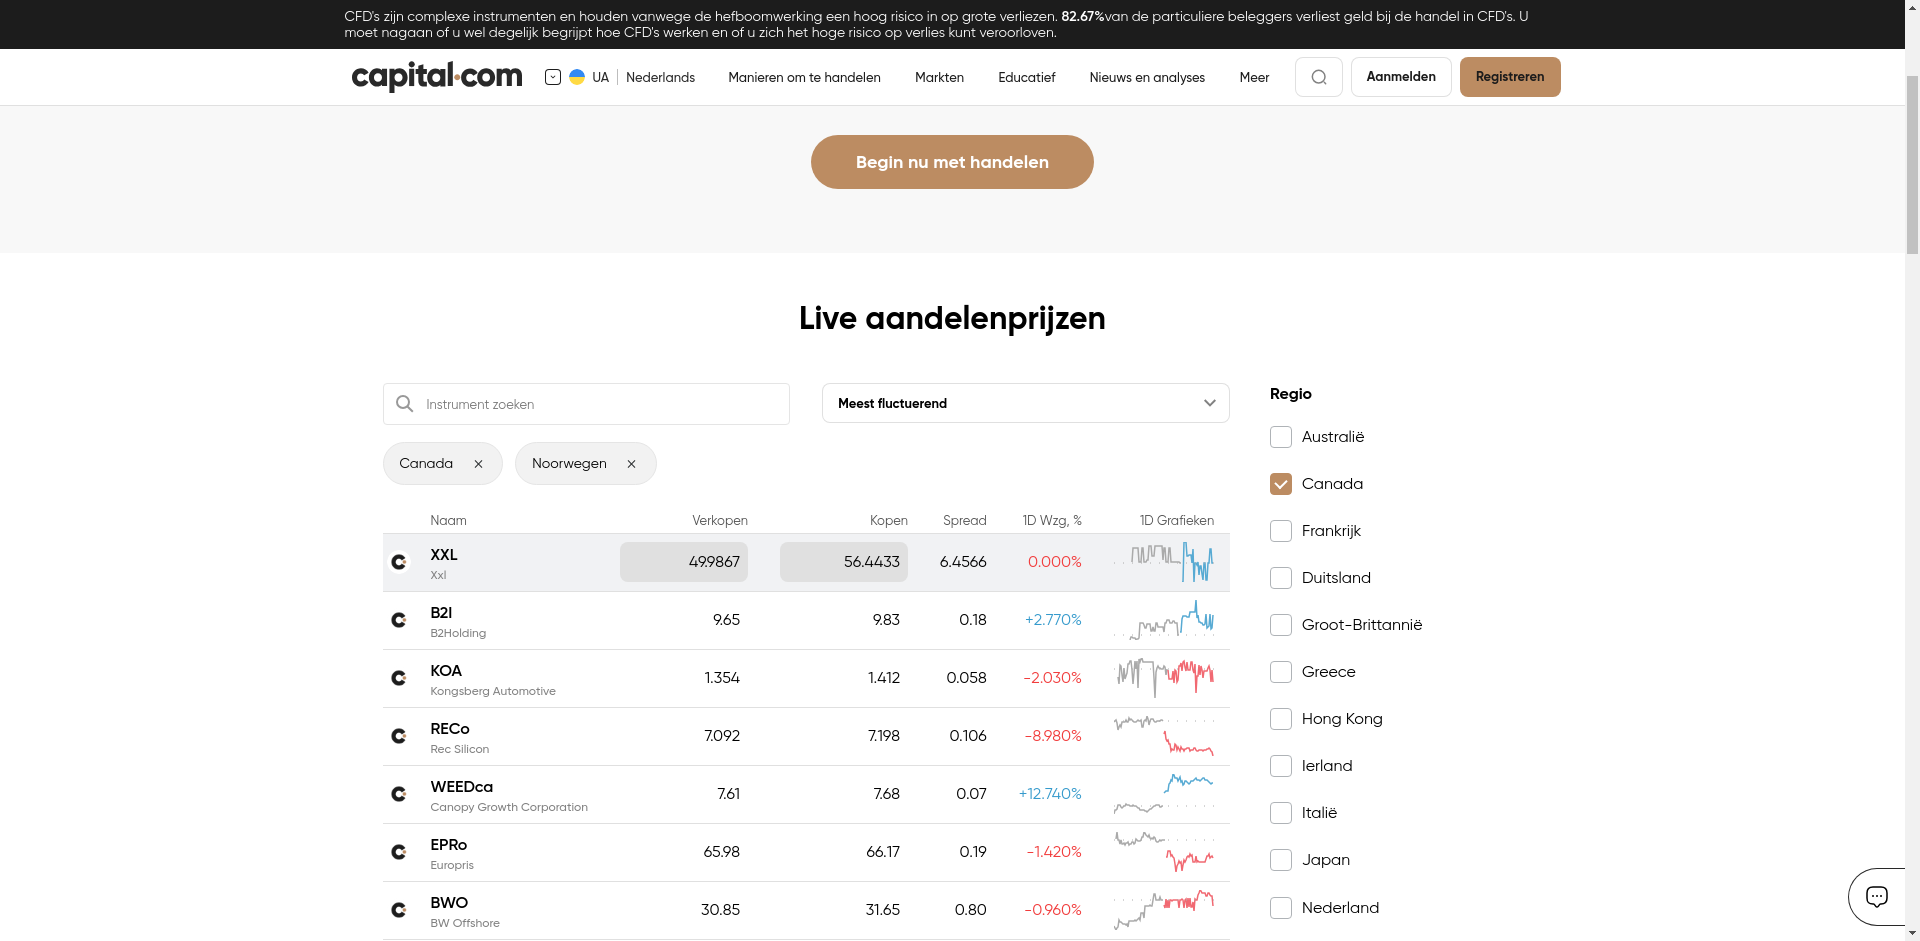 CFD's zijn complexe instrumenten en houden vanwege de hefboomwerking een hoog risico in op grote verliezen. 82.67%van de particuliere beleggers verliest geld bij de handel in CFD's. U
moet nagaan of u wel degelijk begrijpt hoe CFD's werken en of u zich het hoge risico op verlies kunt veroorloven.
capital.com UA Nederlands Manieren om te handelen Markten Educatief Nieuws en analyses Meer Aanmelden Registreren
Begin nu met handelen
Live aandelenprijzen
Instrument zoeken
Meest fluctuerend
Canada
Noorwegen
Naam Verkopen Kopen Spread 1D Wzg, % 1D Grafieken
XXL 49.9867 56.4433 6.4566 0.000%
Xxl
B2I 9.65 9.83 0.18 +2.770%
B2Holding
KOA 1.354 1.412 0.058 -2.030%
Kongsberg Automotive
RECo 7.092 7.198 0.106 -8.980%
Rec Silicon
WEEDca 7.61 7.68 0.07 +12.740%
Canopy Growth Corporation
EPRo 65.98 66.17 0.19 -1.420%
Europris
BWO 30.85 31.65 0.80 -0.960%
BW Offshore
Regio
Australië
Canada
Frankrijk
Duitsland
Groot-Brittannië
Greece
Hong Kong
Ierland
Italië
Japan
Nederland